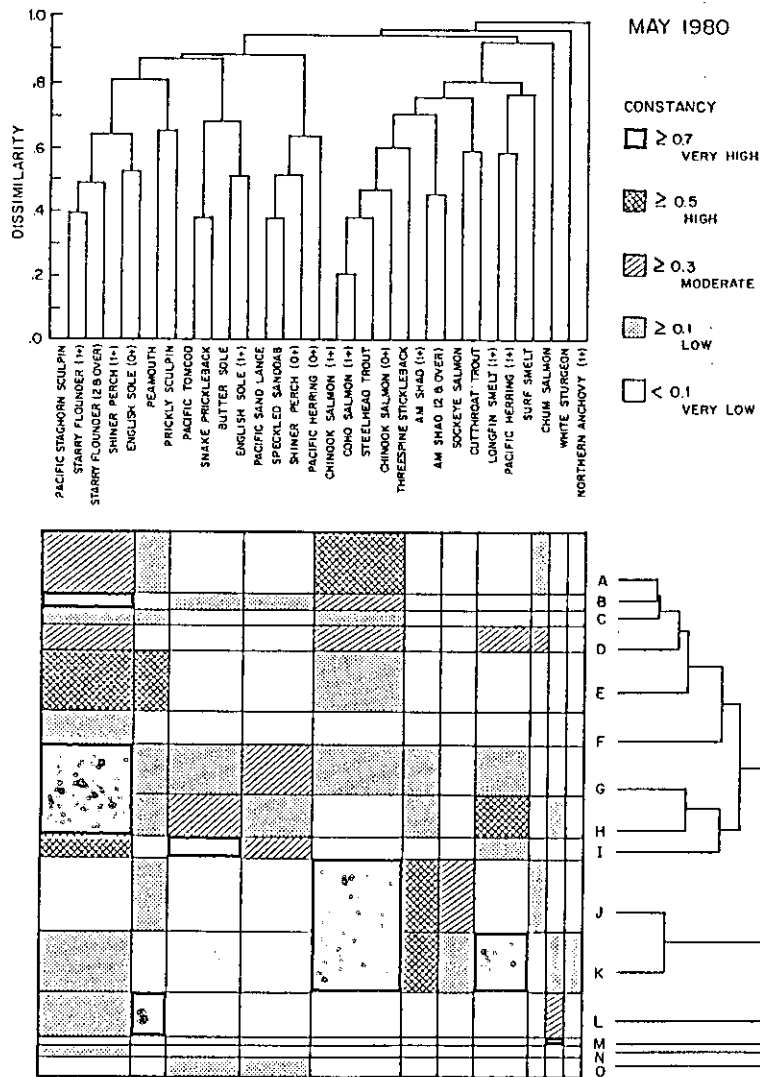 MAY 1980
DISSIMILARITY
1.0
.8
.6
.4
.2
.0
CONSTANCY
≥ 0.7
VERY HIGH
≥ 0.5
HIGH
≥ 0.3
MODERATE
≥ 0.1
LOW
< 0.1
VERY LOW
PACIFIC STAGHORN SCULPIN
STARRY FLOUNDER (1+)
STARRY FLOUNDER (2 & OVER)
SHINER PERCH (1+)
ENGLISH SOLE (0+)
PEAMOUTH
PRICKLY SCULPIN
PACIFIC TOMCOD
SNAKE PRICKLEBACK
BUTTER SOLE
ENGLISH SOLE (1+)
PACIFIC SAND LANCE
SPECKLED SANDDAB
SHINER PERCH (0+)
PACIFIC HERRING (0+)
CHINOOK SALMON (1+)
COHO SALMON (1+)
STEELHEAD TROUT
CHINOOK SALMON (0+)
THREESPINE STICKLEBACK
AM SHAD (1+)
AM SHAD (2 & OVER)
SOCKEYE SALMON
CUTTHROAT TROUT
LONGFIN SMELT (1+)
PACIFIC HERRING (1+)
SURF SMELT
CHUM SALMON
WHITE STURGEON
NORTHERN ANCHOVY (1+)
A
B
C
D
E
F
G
H
I
J
K
L
M
N
O